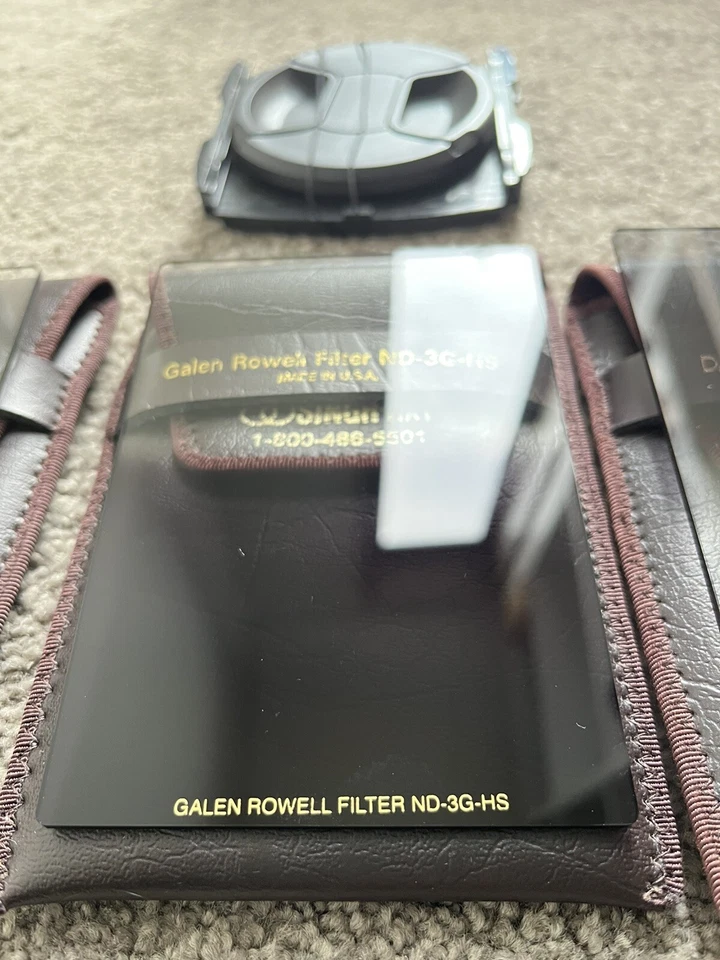 Galen Rowell Filter ND-3G-HS
MADE IN U.S.A.
1-800-486-5501
GALEN ROWELL FILTER ND-3G-HS